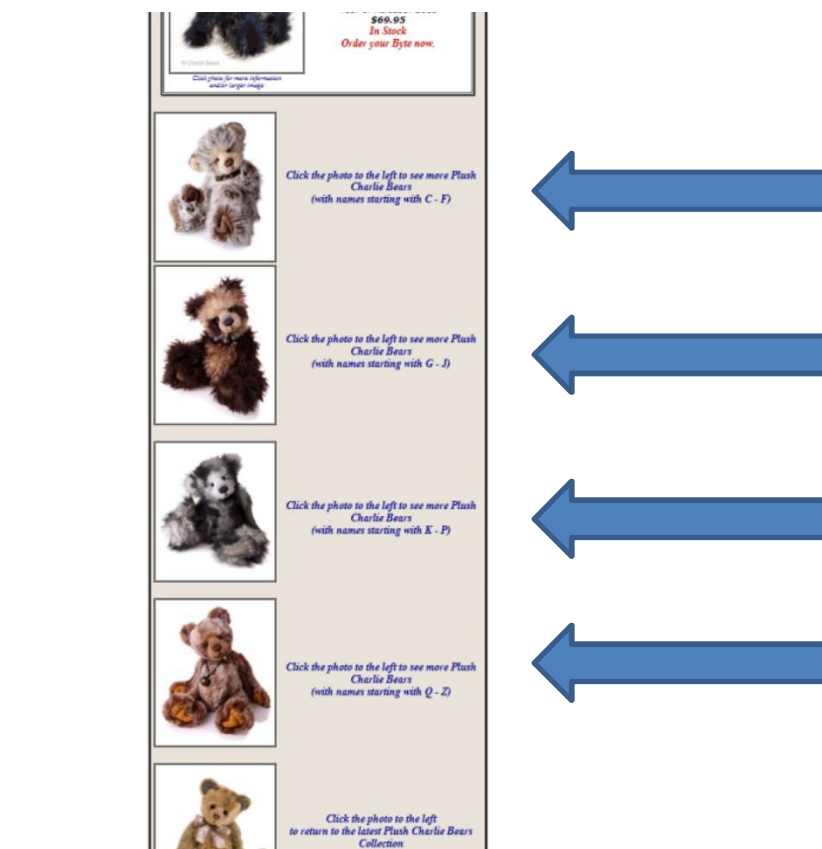 $69.95
In Stock
Order your Byte now.
© Charlie Bears
Click photo for more information
and/or larger image
Click the photo to the left to see more Plush
Charlie Bears
(with names starting with C - F)
Click the photo to the left to see more Plush
Charlie Bears
(with names starting with G - J)
Click the photo to the left to see more Plush
Charlie Bears
(with names starting with K - P)
Click the photo to the left to see more Plush
Charlie Bears
(with names starting with Q - Z)
Click the photo to the left
to return to the latest Plush Charlie Bears
Collection